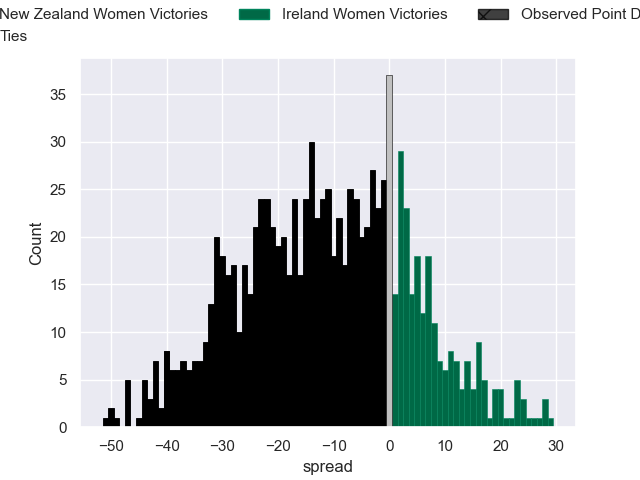 New Zealand Women Victories Ireland Women Victories Observed Point D
Ties
35
30
25
20
15
10
5
0
Count
−50 −40 −30 −20 −10 0 10 20 30
spread